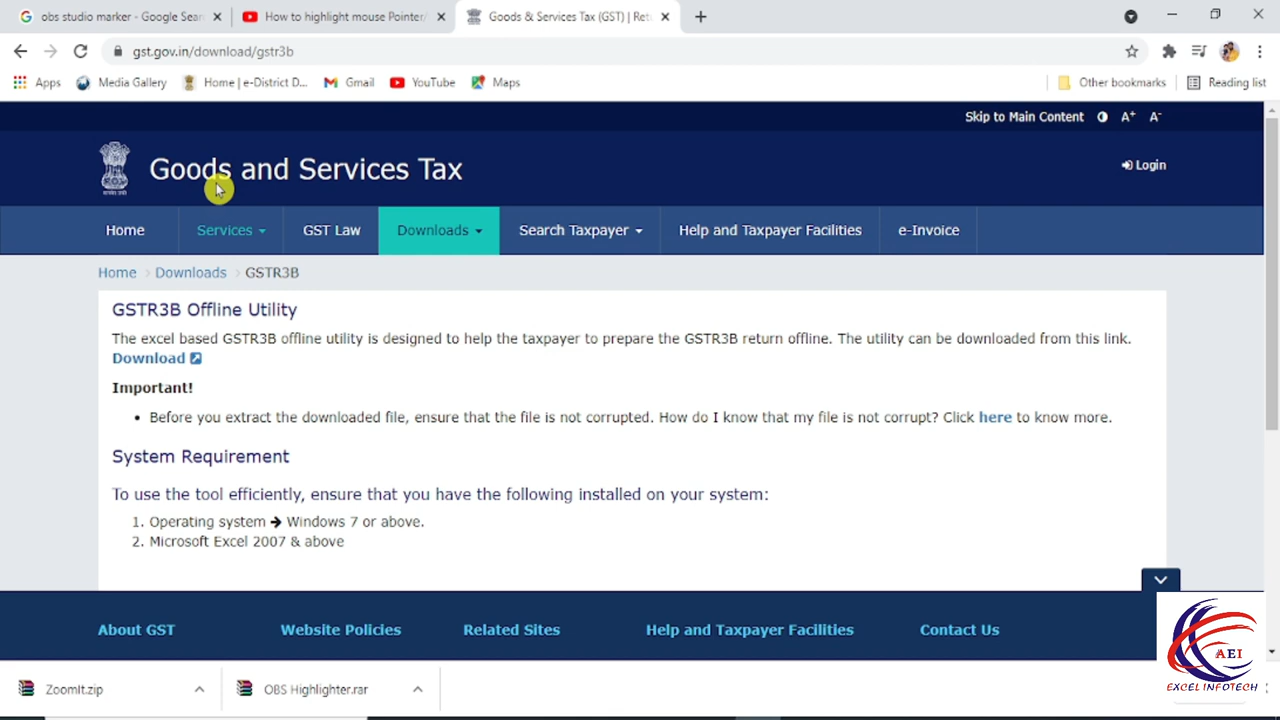 obs studio marker - Google Sear
How to highlight mouse Pointer/
Goods & Services Tax (GST) | Ret
gst.gov.in/download/gstr3b
Apps
Media Gallery
Home | e-District D...
Gmail
YouTube
Maps
Other bookmarks
Reading list
Skip to Main Content
A+
A-
Goods and Services Tax
Login
Home
Services
GST Law
Downloads
Search Taxpayer
Help and Taxpayer Facilities
e-Invoice
Home > Downloads > GSTR3B
GSTR3B Offline Utility
The excel based GSTR3B offline utility is designed to help the taxpayer to prepare the GSTR3B return offline. The utility can be downloaded from this link.
Download
Important!
• Before you extract the downloaded file, ensure that the file is not corrupted. How do I know that my file is not corrupt? Click here to know more.
System Requirement
To use the tool efficiently, ensure that you have the following installed on your system:
1. Operating system → Windows 7 or above.
2. Microsoft Excel 2007 & above
About GST
Website Policies
Related Sites
Help and Taxpayer Facilities
Contact Us
AEI
EXCEL INFOTECH
ZoomIt.zip
OBS Highlighter.rar